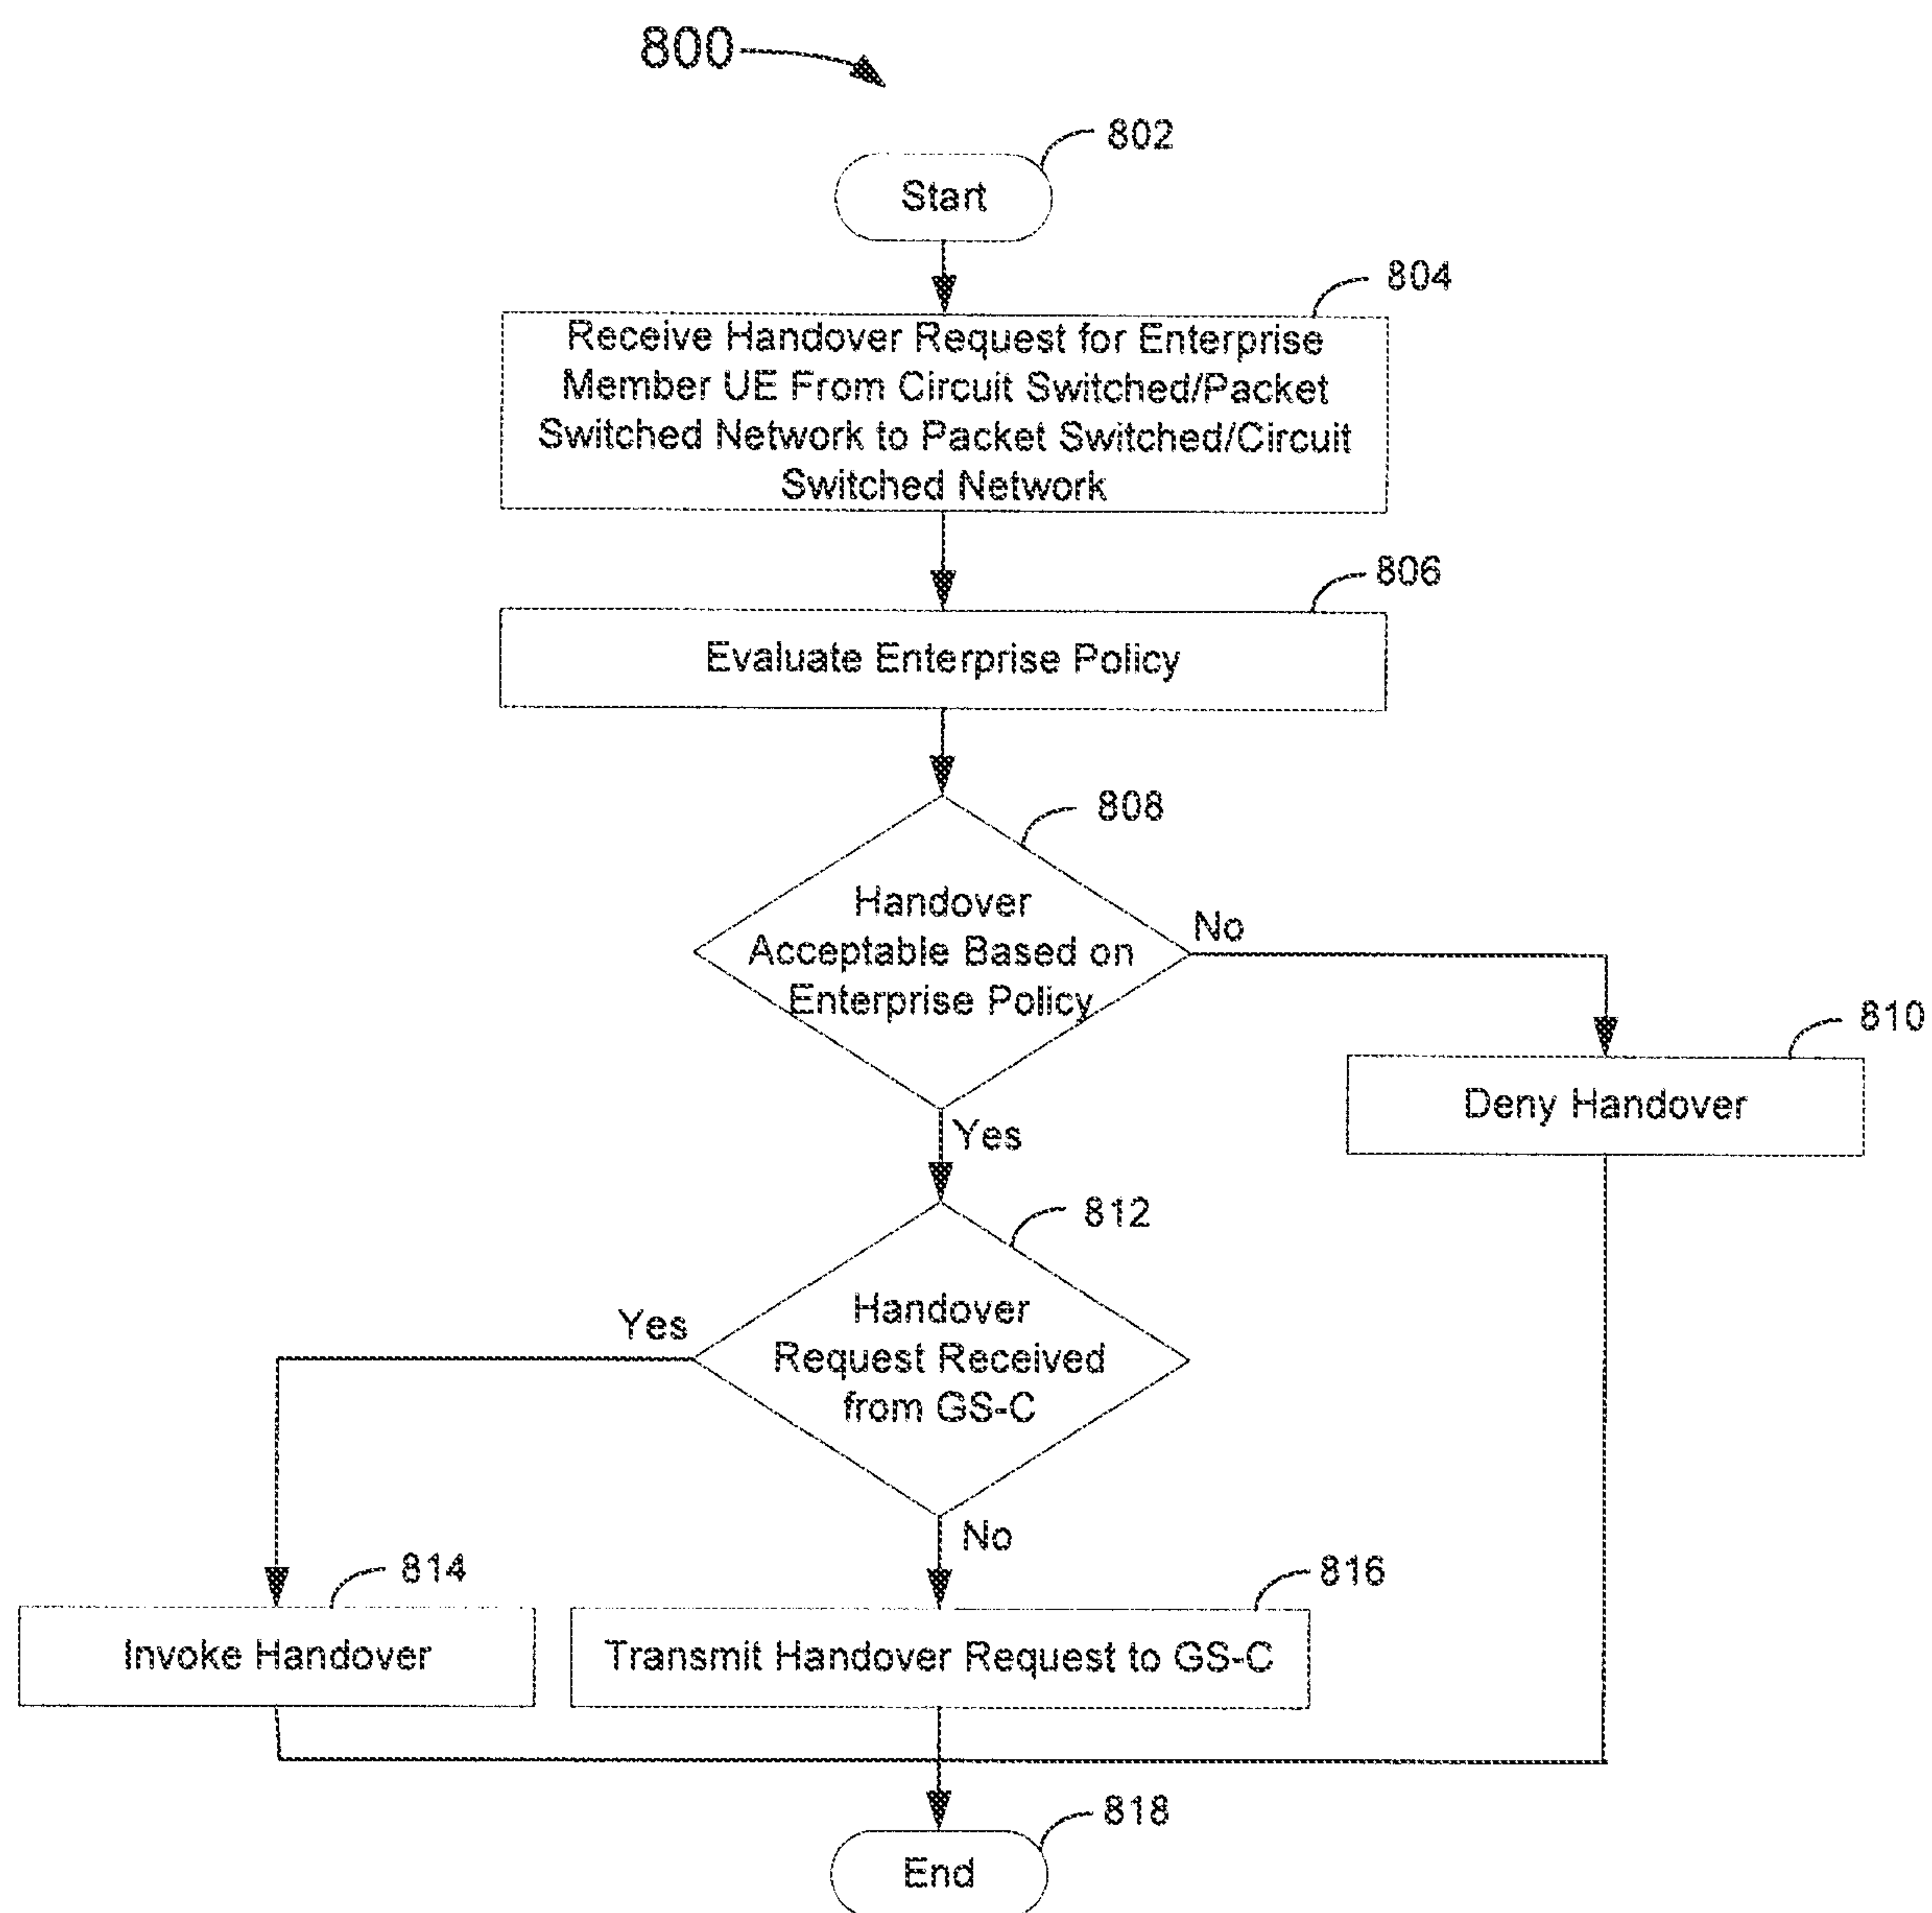 800
802
Start
804
Receive Handover Request for Enterprise
Member UE From Circuit Switched/Packet
Switched Network to Packet Switched/Circuit
Switched Network
806
Evaluate Enterprise Policy
808
Handover
Acceptable Based on
Enterprise Policy
No
810
Deny Handover
Yes
812
Handover
Request Received
from GS-C
Yes
No
814
Invoke Handover
816
Transmit Handover Request to GS-C
818
End